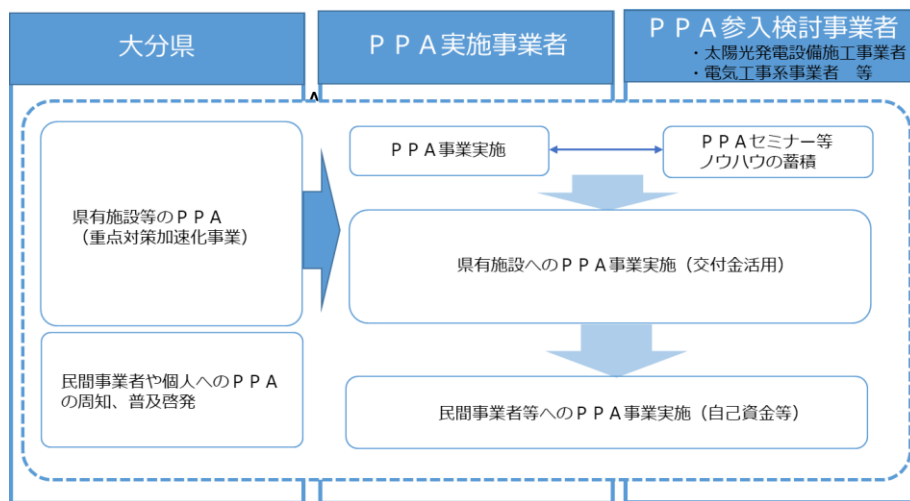 大分県
ＰＰＡ実施事業者
ＰＰＡ参入検討事業者
・太陽光発電設備施工事業者
・電気工事系事業者　等
県有施設等のＰＰＡ
（重点対策加速化事業）
民間事業者や個人へのＰＰＡ
の周知、普及啓発
ＰＰＡ事業実施
ＰＰＡセミナー等
ノウハウの蓄積
県有施設へのＰＰＡ事業実施（交付金活用）
民間事業者等へのＰＰＡ事業実施（自己資金等）